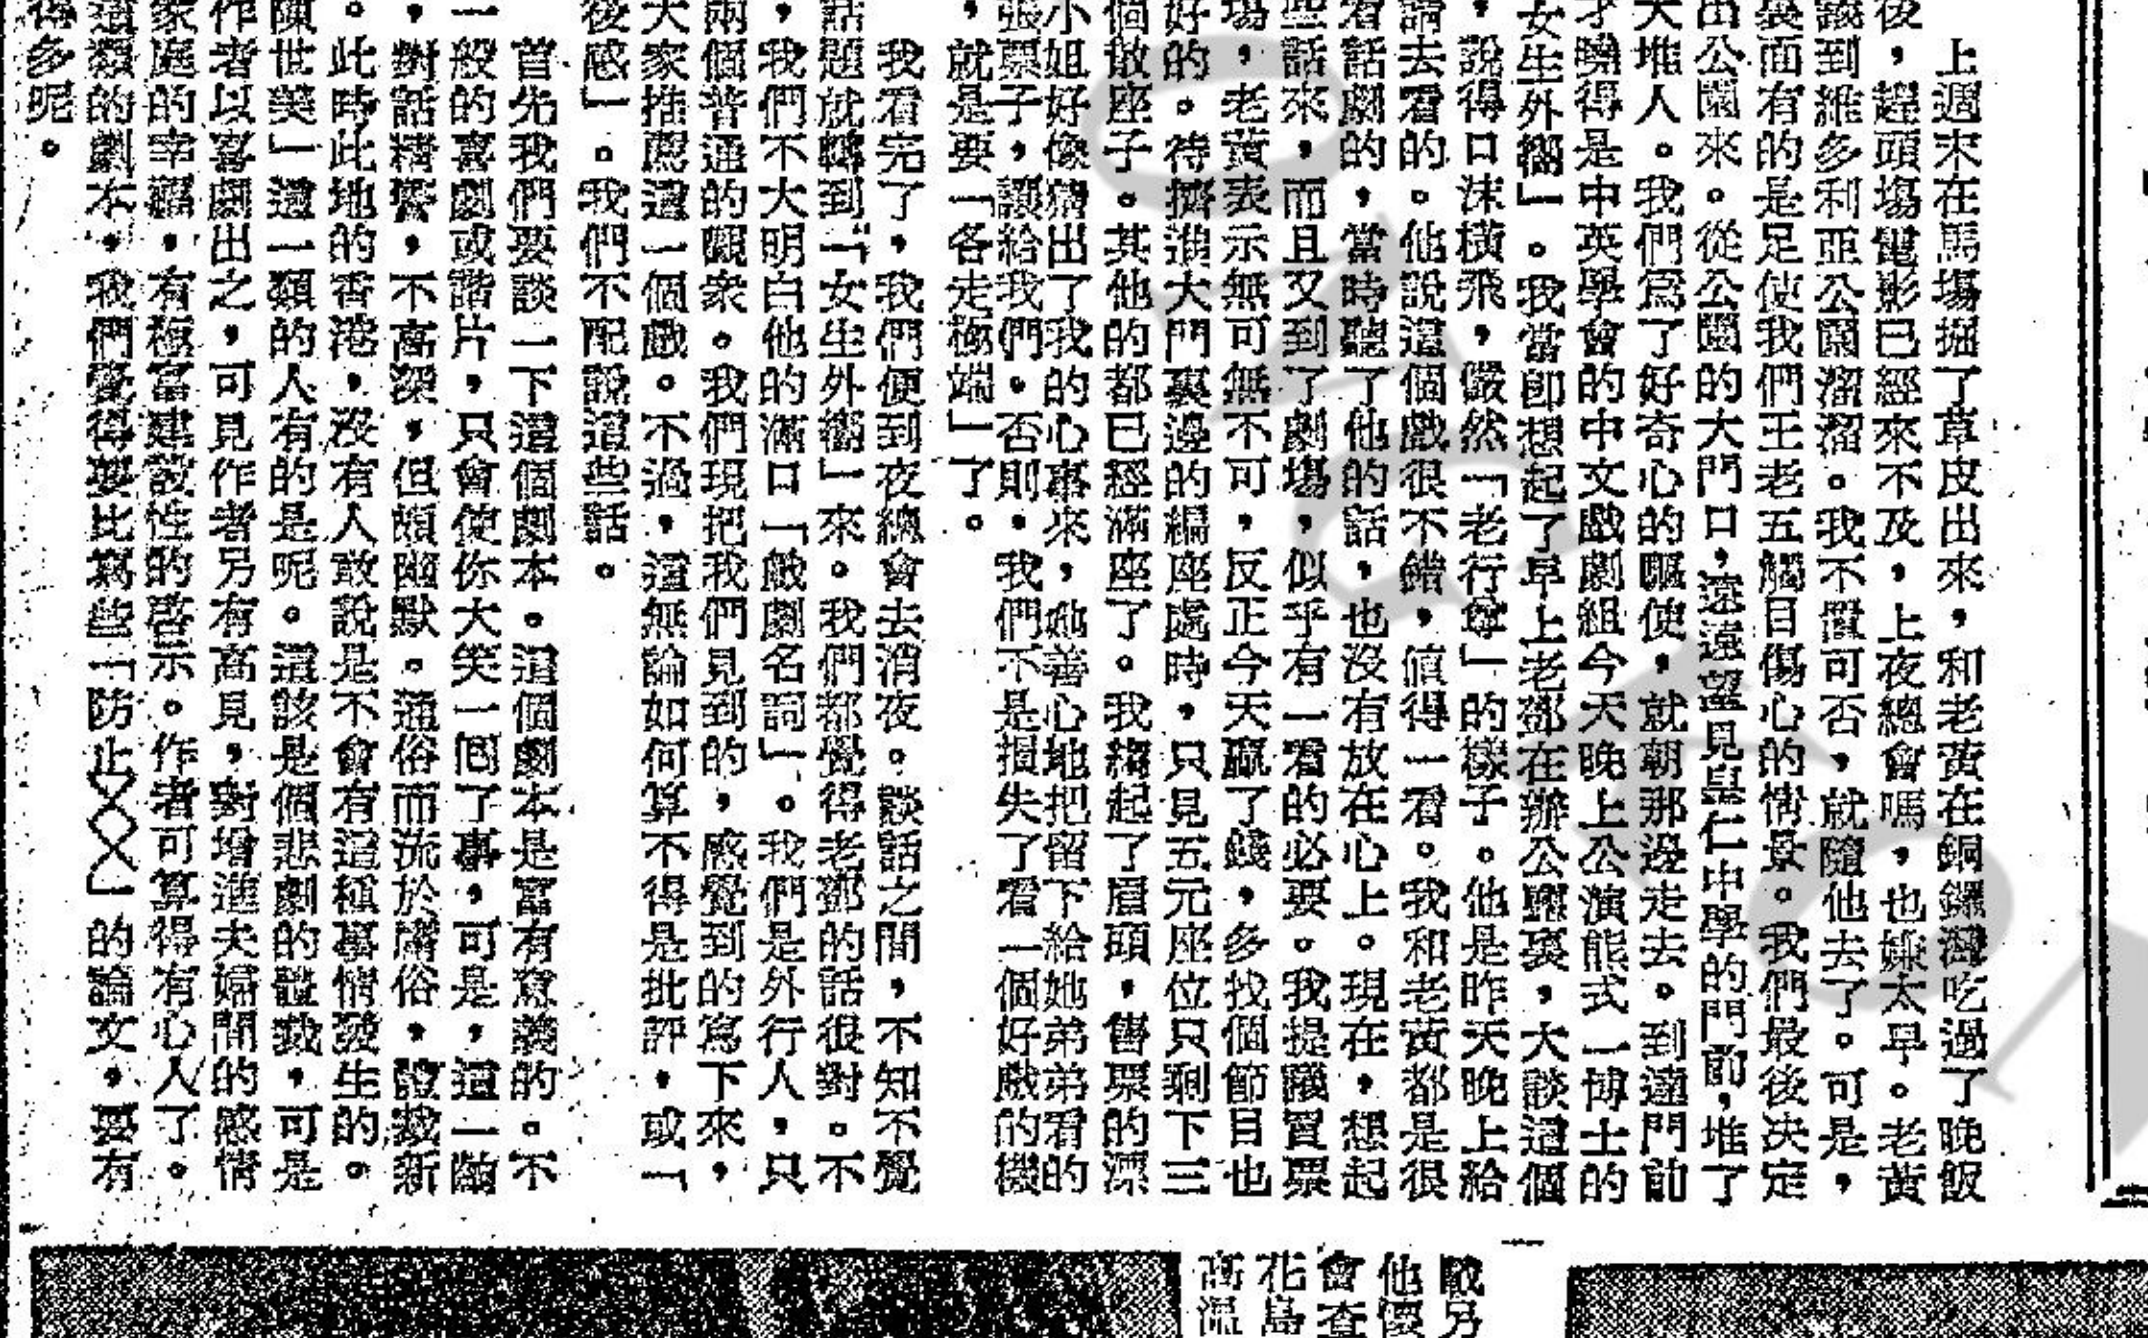 上週末在馬場掘了草皮出來，和老黃在銅鑼灣吃過了晚飯
後，趕頭場電影已經來不及，上夜總會嗎，也嫌太早。老黃
該到維多利亞公園溜溜。我不置可否，就隨他去了。可是，
裏面有的是足使我們王老五觸目傷心的情景。我們最後決定
出公園來。從公園的大門口，遠遠望見皇仁中學的門前，堆了
大堆人。我們為了好奇心的驅使，就朝那邊走去。到達門前
才曉得是中英學會的中文戲劇組今天晚上公演熊式一博士的
女生外嚮」。我當即想起了早上老鄧在辦公廳裏，大談這個
，說得口沫橫飛，儼然「老行尊」的樣子。他是昨天晚上給
請去看的。他說這個戲很不錯，值得一看。我和老黃都是很
看話劇的，當時聽了他的話，也沒有放在心上。現在，想起
些話來，而且又到了劇場，似乎有一看的必要。我提議買票
場，老黃表示無可無不可，反正今天贏了錢，多找個節目也
好的。待擠進大門裏邊的編座處時，只見五元座位只剩下三
個散座子。其他的都已經滿座了。我縐起了眉頭，售票的漂
小姐好像猜出了我的心事來，她善心地把留下給她弟弟看的
張票子，讓給我們。否則，我們不是損失了看一個好戲的機
，就是要「各走極端」了。
我看完了，我們便到夜總會去消夜。談話之間，不知不覺
話題就轉到「女生外嚮」來。我們都覺得老鄧的話很對。不
，我們不大明白他的滿口「戲劇名詞」。我們是外行人，只
兩個普通的觀衆。我們現把我們見到的，感覺到的寫下來，
大家推薦這一個戲。不過，這無論如何算不得是批評，或「
後感」。我們不配說這些話。
首先我們要談一下這個劇本。這個劇本是富有意義的。不
一般的喜劇或諧片，只會使你大笑一回了事，可是，這一齣
，對話精警，不高深，但頗幽默。通俗而流於庸俗，體裁新
。此時此地的香港，沒有人敢說是不會有這種事情發生的。
陳世美」這一類的人有的是呢。這該是個悲劇的體裁，可是
作者以喜劇出之，可見作者另有高見，對增進夫婦間的感情
家庭的幸福，有極富建設性的啓示。作者可算得有心人了。
這類的劇本，我們覺得要比寫些「防止╳╳」的論文，要有
得多呢。
戲另
他優
會查
花島
高溫